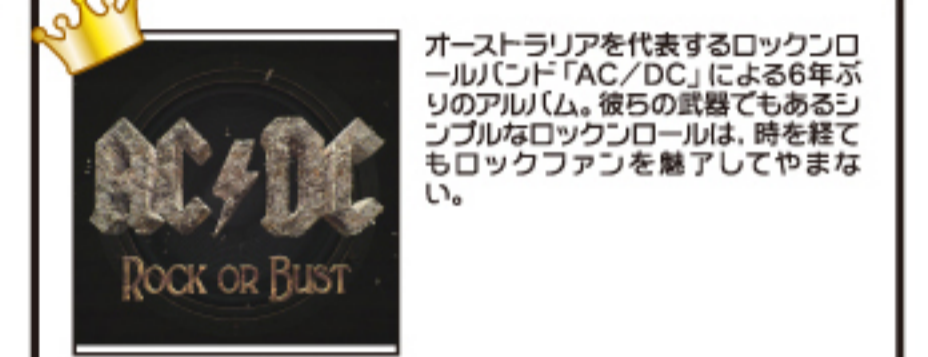 AC/DC
ROCK OR BUST
オーストラリアを代表するロックンロ
ールバンド「AC／DC」による6年ぶ
りのアルバム。彼らの武器でもあるシ
ンプルなロックンロールは、時を経て
もロックファンを魅了してやまな
い。